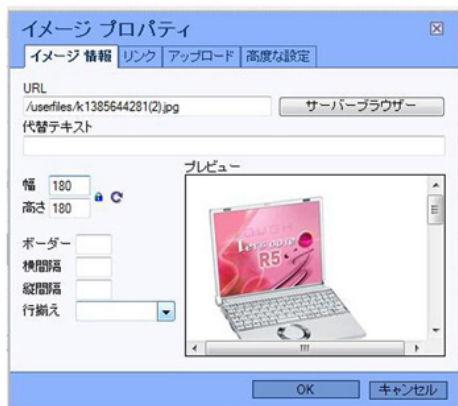 イメージ プロパティ
イメージ 情報 リンク アップロード 高度な設定
URL
/userfiles/k1385644281(2).jpg サーバーブラウザー
代替テキスト
プレビュー
幅 180
高さ 180
ボーダー
横間隔
縦間隔
行揃え
TOUGH
Let's note
R5
OK キャンセル